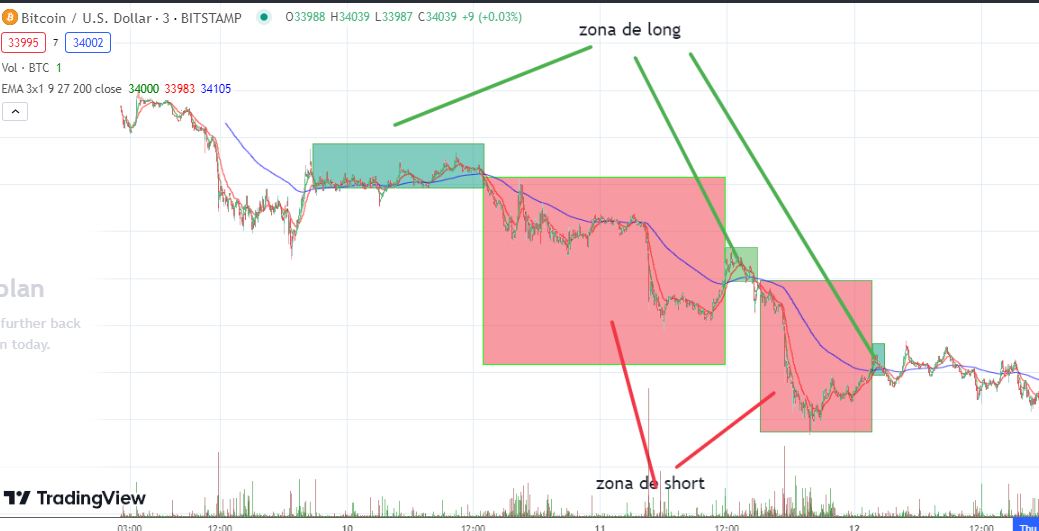 Bitcoin / U.S. Dollar · 3 · BITSTAMP O33988 H34039 L33987 C34039 +9 (+0.03%)
33995 7 34002
Vol · BTC 1
EMA 3x1 9 27 200 close 34000 33983 34105
zona de long
plan
further back
n today.
zona de short
TradingView
03:00 12:00 10 12:00 11 12:00 12 12:00 Thu